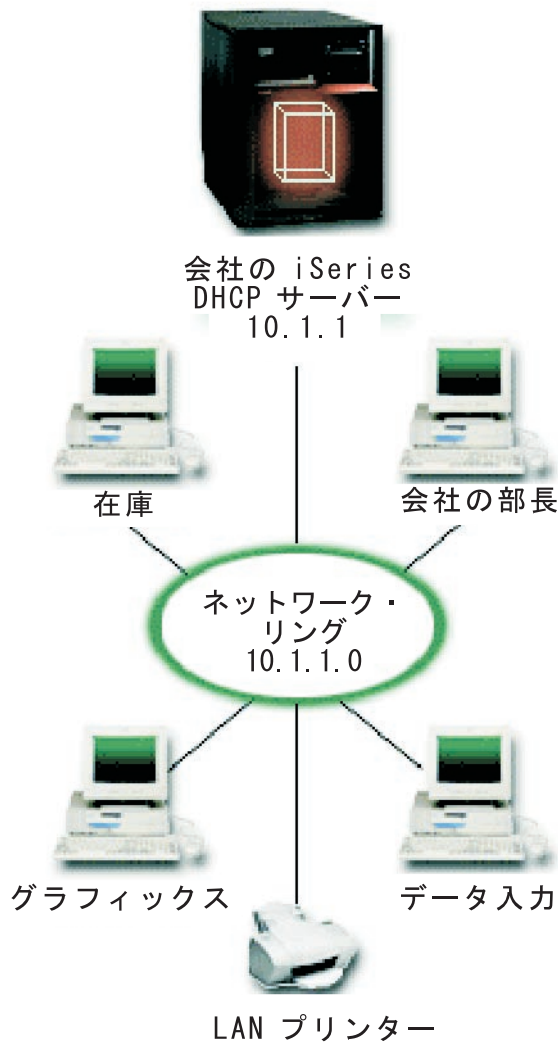 会社の iSeries
DHCP サーバー
10.1.1
在庫
会社の部長
ネットワーク・
リング
10.1.1.0
グラフィックス
データ入力
LAN プリンター